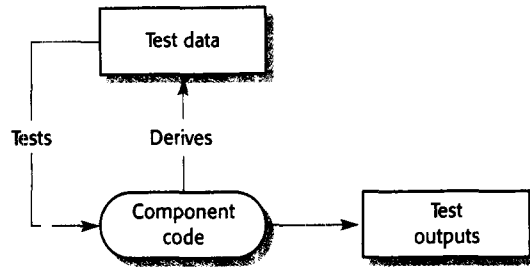 Test data
Tests
Derives
Component
code
Test
outputs